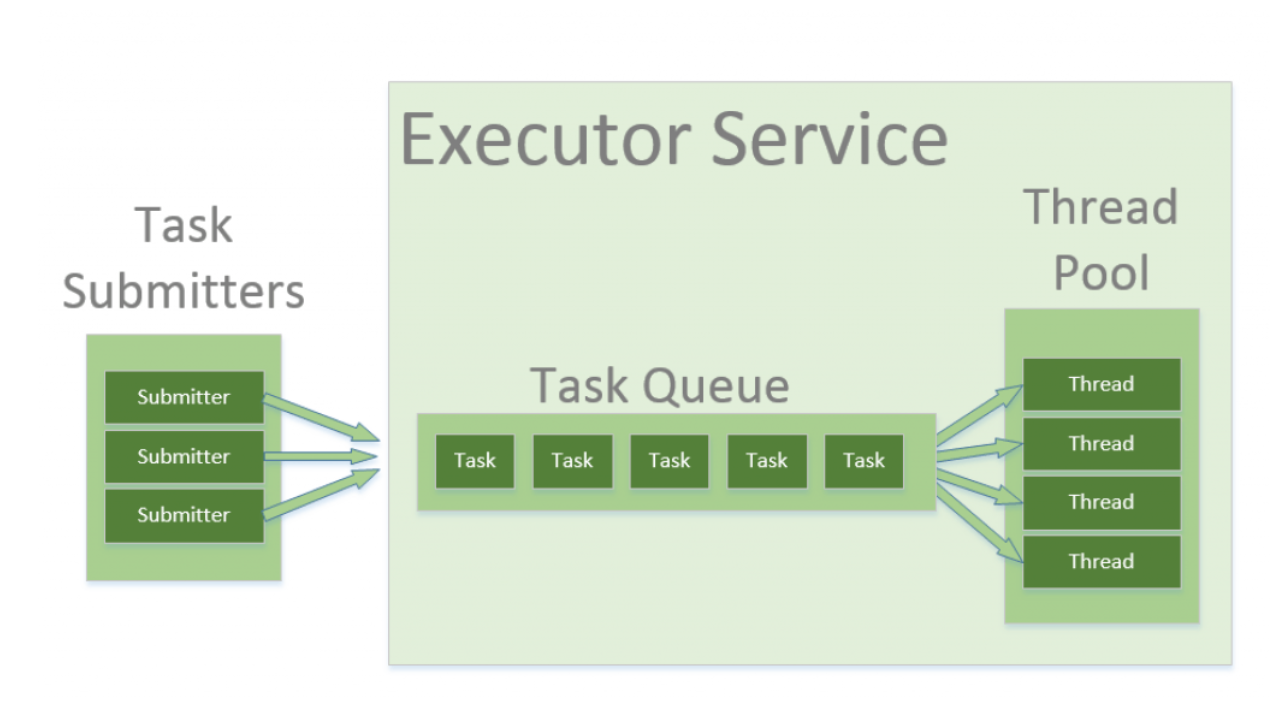 Executor Service
Task
Submitters
Submitter
Submitter
Submitter
Task Queue
Task Task Task Task Task
Thread
Pool
Thread
Thread
Thread
Thread